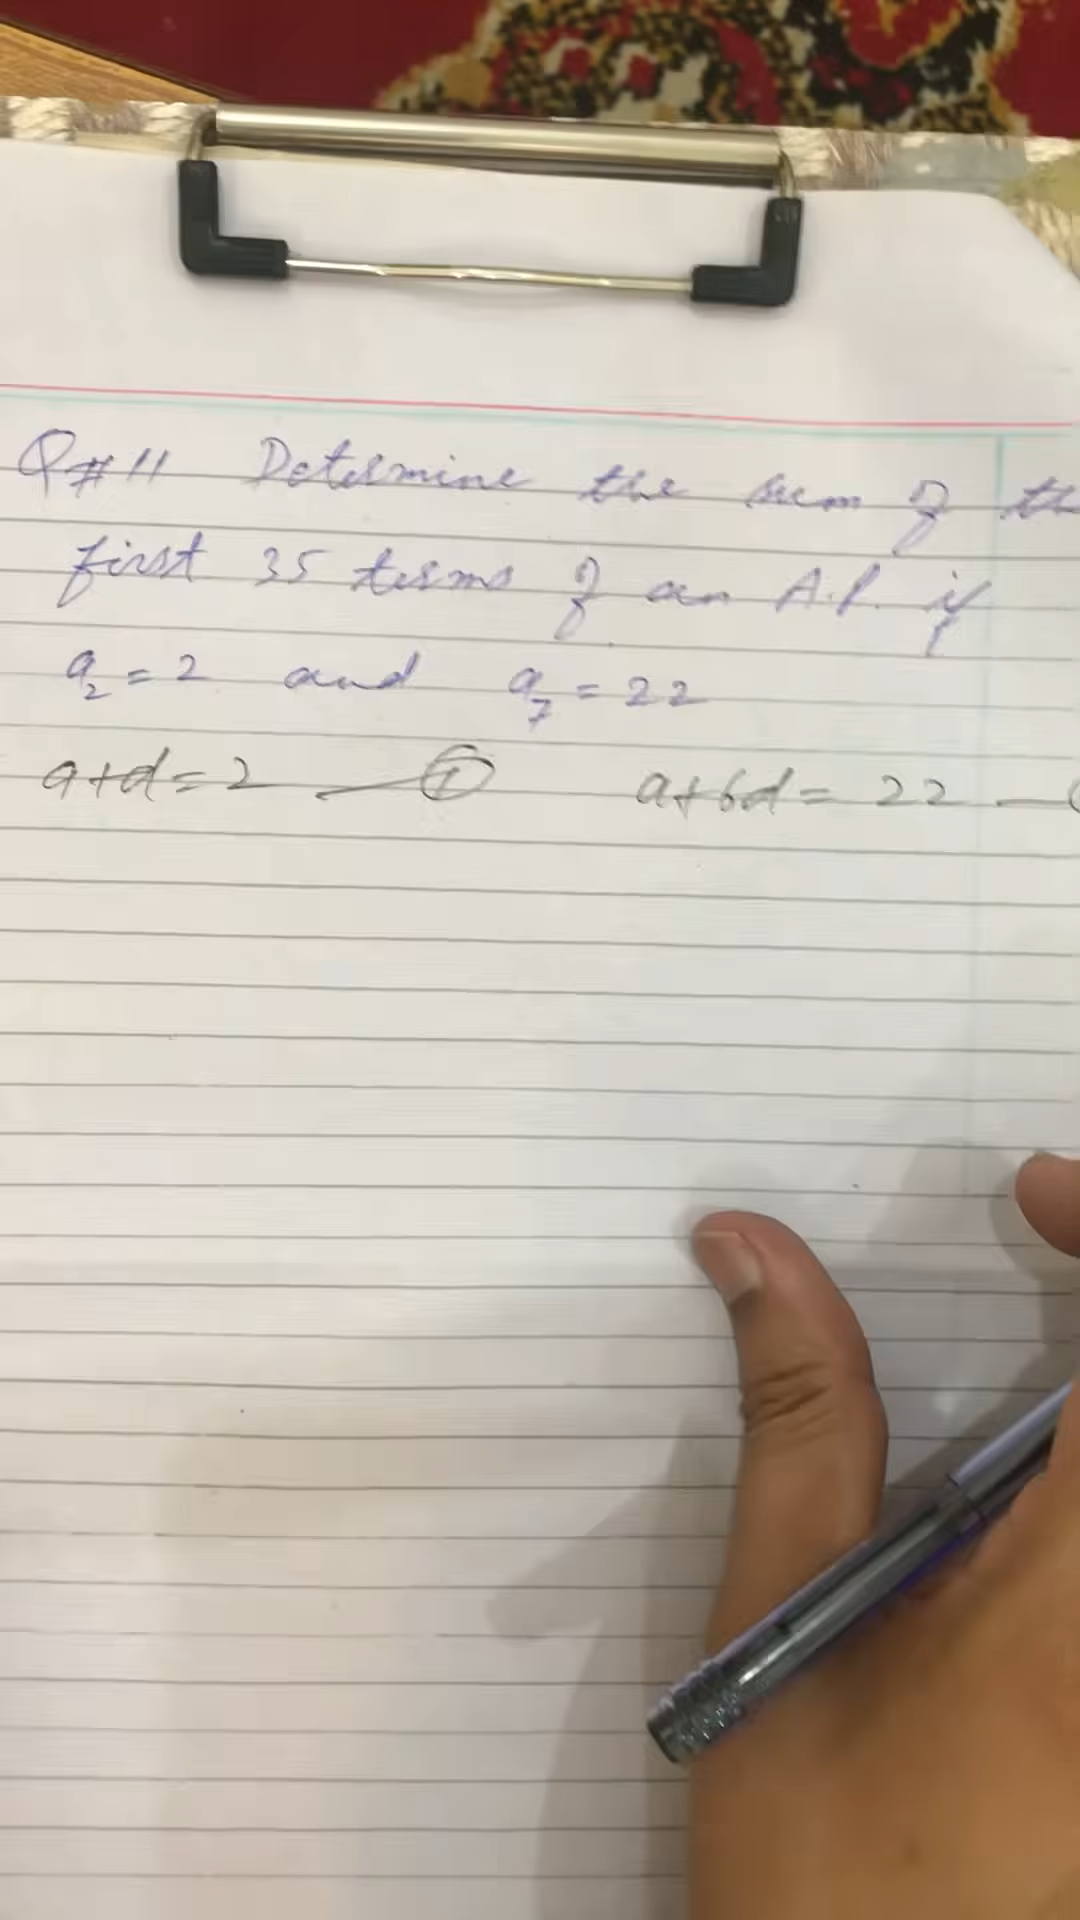 Q#11 Determine the sum of th
first 35 terms of an A.P. if
a₂ = 2 and a₇ = 22
a+d=2 — ① a+6d = 22 —